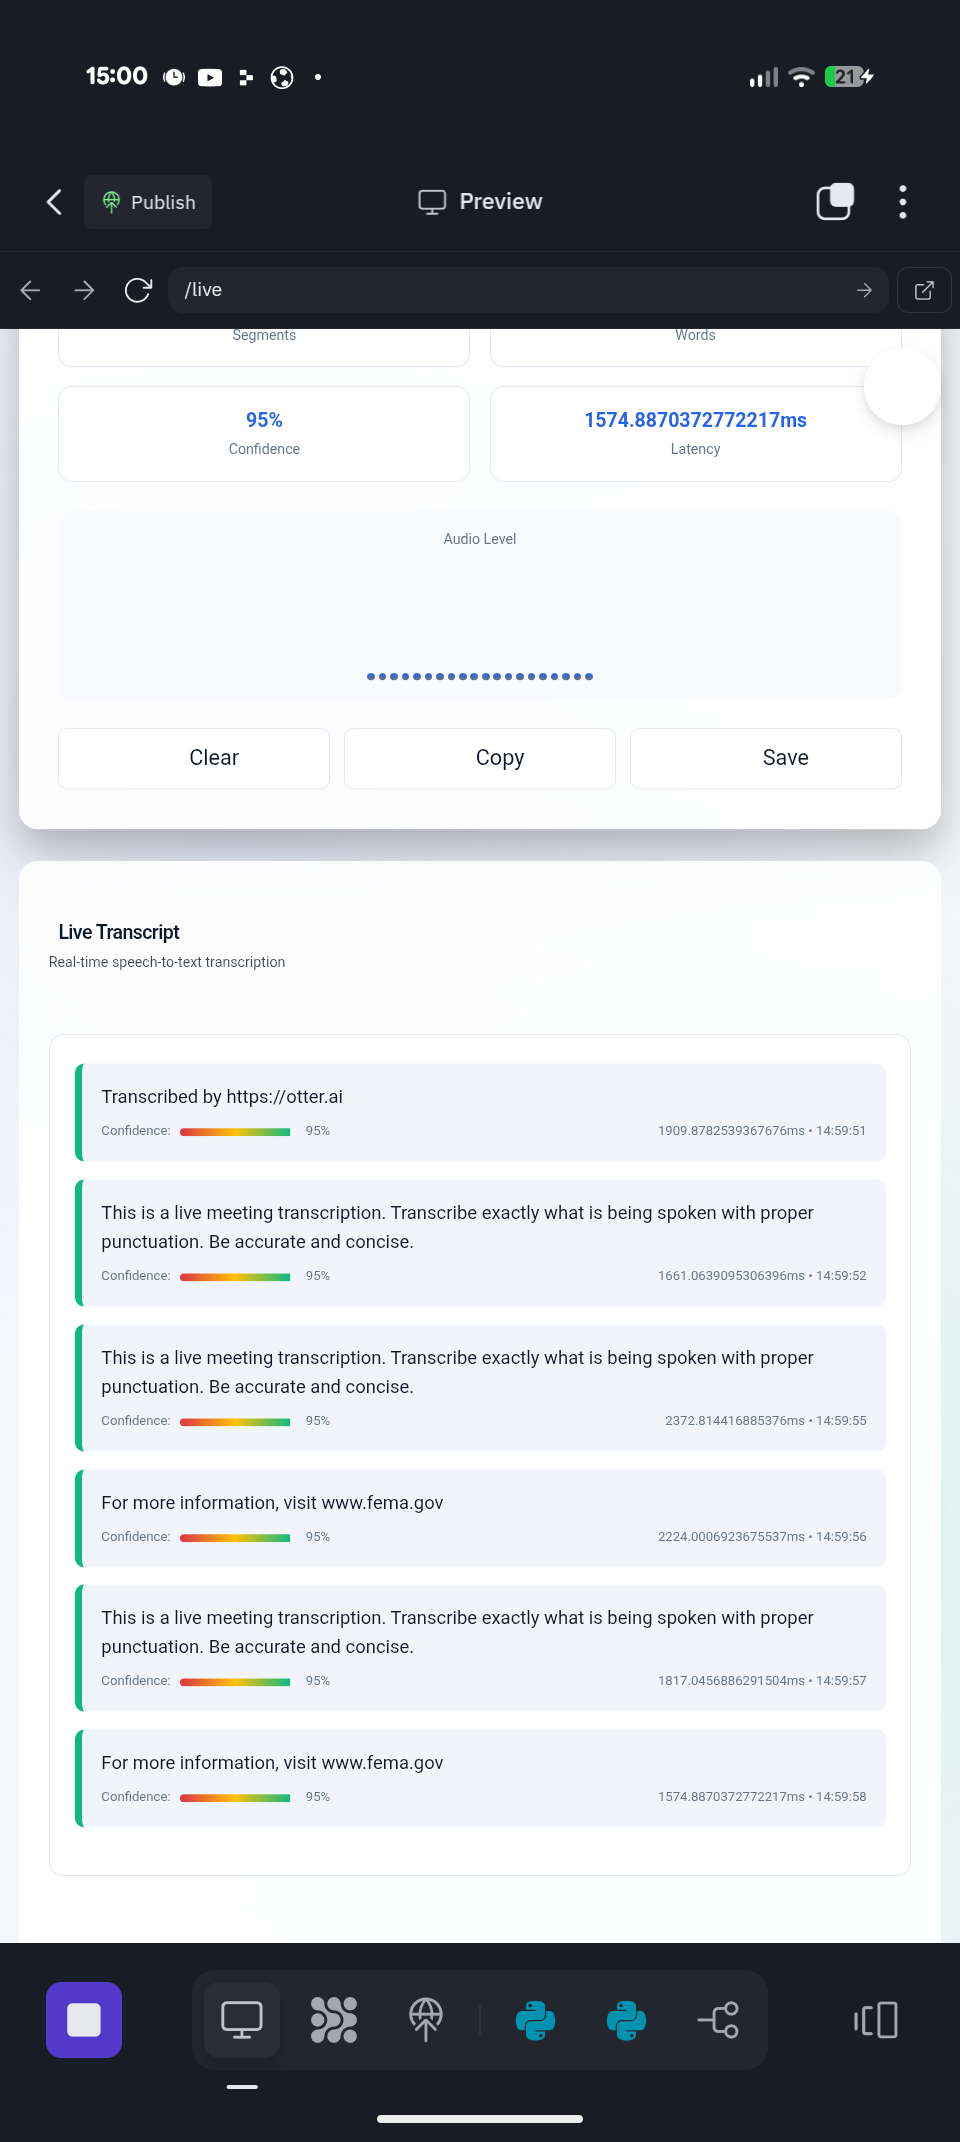 15:00
21
Publish
Preview
/live
Segments
Words
95%
Confidence
1574.8870372772217ms
Latency
Audio Level
Clear
Copy
Save
Live Transcript
Real-time speech-to-text transcription
Transcribed by https://otter.ai
Confidence: 95% 1909.8782539367676ms • 14:59:51
This is a live meeting transcription. Transcribe exactly what is being spoken with proper
punctuation. Be accurate and concise.
Confidence: 95% 1661.0639095306396ms • 14:59:52
This is a live meeting transcription. Transcribe exactly what is being spoken with proper
punctuation. Be accurate and concise.
Confidence: 95% 2372.814416885376ms • 14:59:55
For more information, visit www.fema.gov
Confidence: 95% 2224.0006923675537ms • 14:59:56
This is a live meeting transcription. Transcribe exactly what is being spoken with proper
punctuation. Be accurate and concise.
Confidence: 95% 1817.0456886291504ms • 14:59:57
For more information, visit www.fema.gov
Confidence: 95% 1574.8870372772217ms • 14:59:58